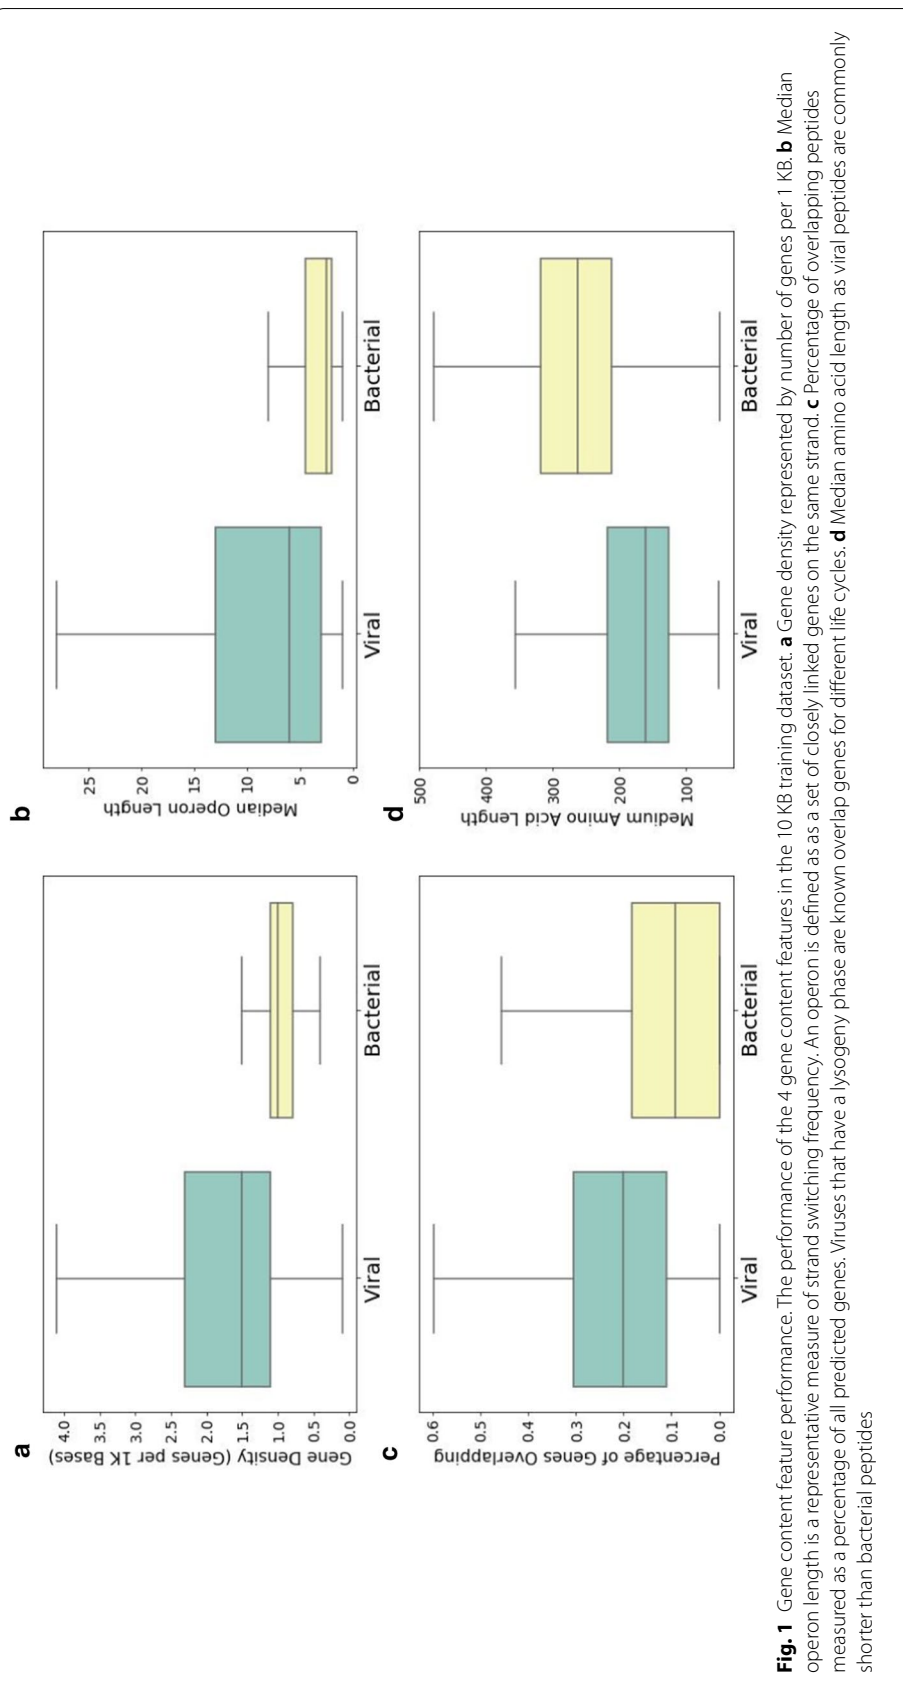 a
Gene Density (Genes per 1K Bases)
4.0
3.5
3.0
2.5
2.0
1.5
1.0
0.5
0.0
Viral
Bacterial
b
Median Operon Length
25
20
15
10
5
0
Viral
Bacterial
c
Percentage of Genes Overlapping
0.6
0.5
0.4
0.3
0.2
0.1
0.0
Viral
Bacterial
d
Medium Amino Acid Length
500
400
300
200
100
Viral
Bacterial
Fig. 1 Gene content feature performance. The performance of the 4 gene content features in the 10 KB training dataset. a Gene density represented by number of genes per 1 KB. b Median
operon length is a representative measure of strand switching frequency. An operon is defined as as a set of closely linked genes on the same strand. c Percentage of overlapping peptides
measured as a percentage of all predicted genes. Viruses that have a lysogeny phase are known overlap genes for different life cycles. d Median amino acid length as viral peptides are commonly
shorter than bacterial peptides